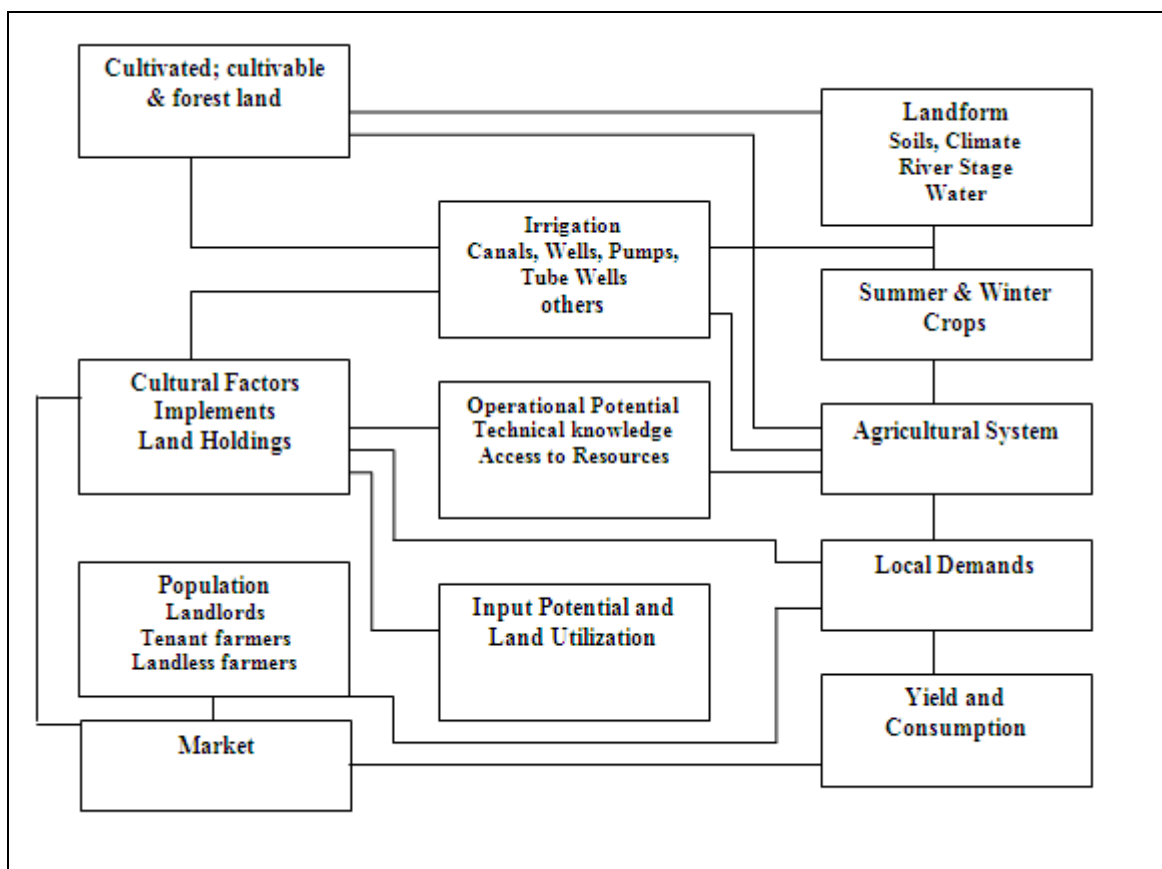 Cultivated; cultivable
& forest land
Landform
Soils, Climate
River Stage
Water
Irrigation
Canals, Wells, Pumps,
Tube Wells
others
Summer & Winter
Crops
Cultural Factors
Implements
Land Holdings
Operational Potential
Technical knowledge
Access to Resources
Agricultural System
Local Demands
Population
Landlords
Tenant farmers
Landless farmers
Input Potential and
Land Utilization
Yield and
Consumption
Market